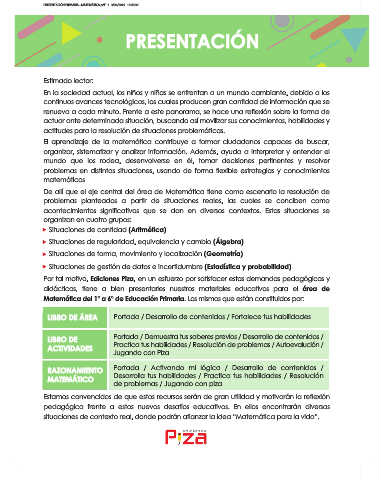 PRESENTACIÓN
Estimado lector:
En la sociedad actual, los niños y niñas se enfrentan a un mundo cambiante, debido a los
continuos avances tecnológicos, los cuales producen gran cantidad de información que se
renueva a cada minuto. Frente a este panorama, se hace una reflexión sobre la forma de
actuar ante determinada situación, buscando así movilizar sus conocimientos, habilidades y
actitudes para la resolución de situaciones problemáticas.
El aprendizaje de la matemática contribuye a formar ciudadanos capaces de buscar,
organizar, sistematizar y analizar información. Además, ayuda a interpretar y entender el
mundo que los rodea, desenvolverse en él, tomar decisiones pertinentes y resolver
problemas en distintas situaciones, usando de forma flexible estrategias y conocimientos
matemáticos
De allí que el eje central del área de Matemática tiene como escenario la resolución de
problemas planteados a partir de situaciones reales, las cuales se conciben como
acontecimientos significativos que se dan en diversos contextos. Estas situaciones se
organizan en cuatro grupos:
Situaciones de cantidad (Aritmética)
Situaciones de regularidad, equivalencia y cambio (Álgebra)
Situaciones de forma, movimiento y localización (Geometría)
Situaciones de gestión de datos e incertidumbre (Estadística y probabilidad)
Por tal motivo, Ediciones Piza, en un esfuerzo por satisfacer estas demandas pedagógicas y
didácticas, tiene a bien presentarles nuestros materiales educativos para el área de
Matemática del 1° a 6° de Educación Primaria. Los mismos que están constituidos por:
LIBRO DE ÁREA
Portada / Desarrollo de contenidos / Fortalece tus habilidades
LIBRO DE
ACTIVIDADES
Portada / Demuestra tus saberes previos / Desarrollo de contenidos /
Practica tus habilidades / Resolución de problemas / Autoevalúción /
Jugando con Piza
RAZONAMIENTO
MATEMÁTICO
Portada / Activando mi lógica / Desarrollo de contenidos /
Desarrolla tus habilidades / Practica tus habilidades / Resolución
de problemas / Jugando con piza
Estamos convencidos de que estos recursos serán de gran utilidad y motivarán la reflexión
pedagógica frente a estos nuevos desafíos educativos. En ellos encontrarán diversas
situaciones de contexto real, donde podrán afianzar la idea "Matemática para la vida".
Piza